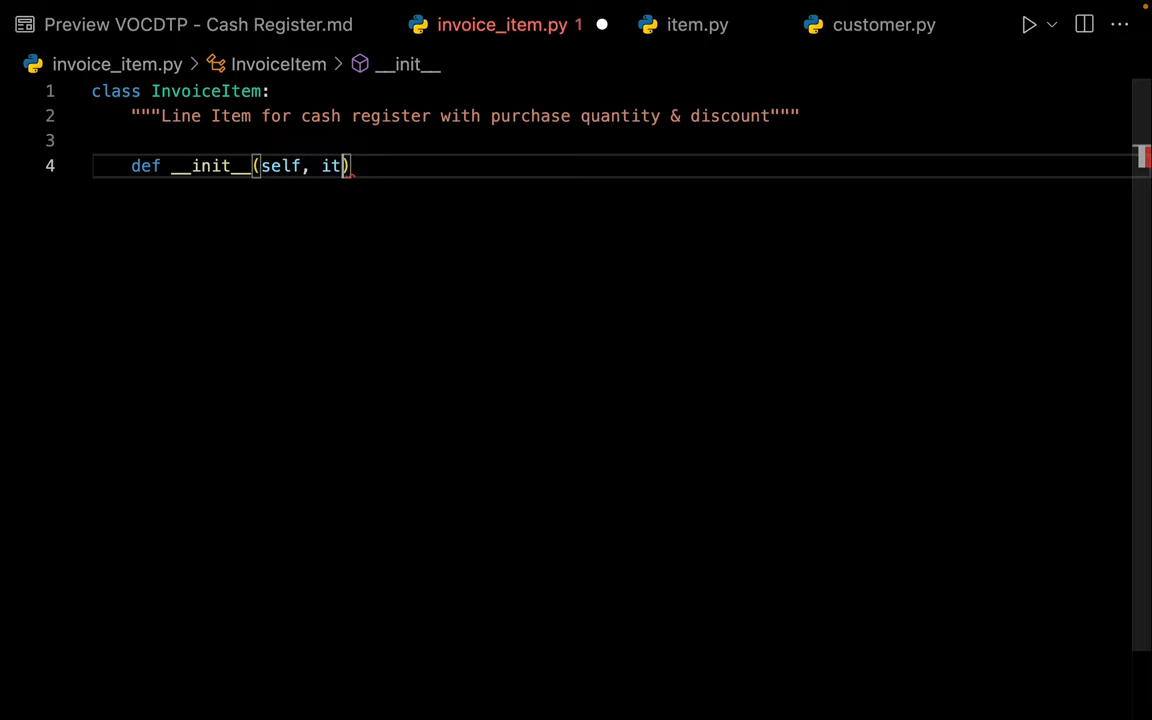 Preview VOCDTP - Cash Register.md invoice_item.py 1 item.py customer.py
invoice_item.py > InvoiceItem > __init__
1 class InvoiceItem:
2 """Line Item for cash register with purchase quantity & discount"""
3
4 def __init__(self, it)